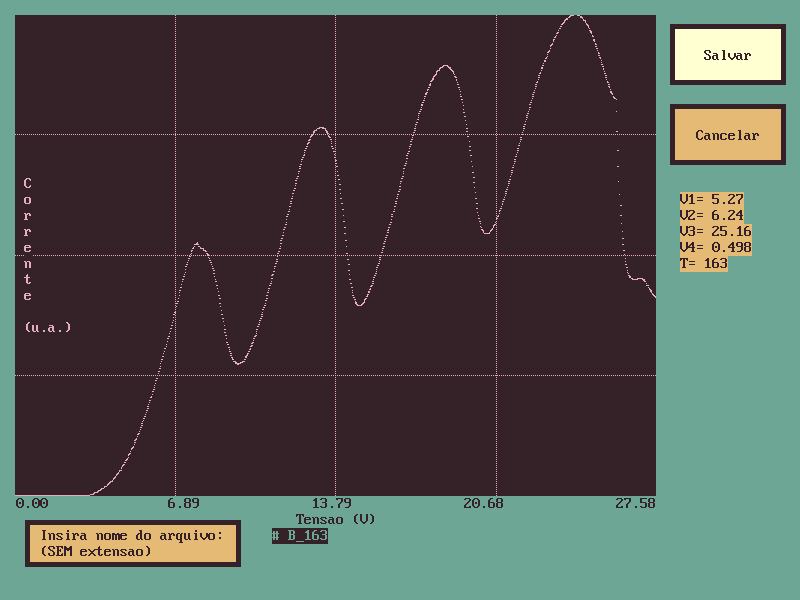 Salvar
Cancelar
V1= 5.27
V2= 6.24
V3= 25.16
V4= 0.498
T= 163
Corrente
(u.a.)
0.00 6.89 13.79 20.68 27.58
Tensao (V)
Insira nome do arquivo:
(SEM extensao)
# B_163